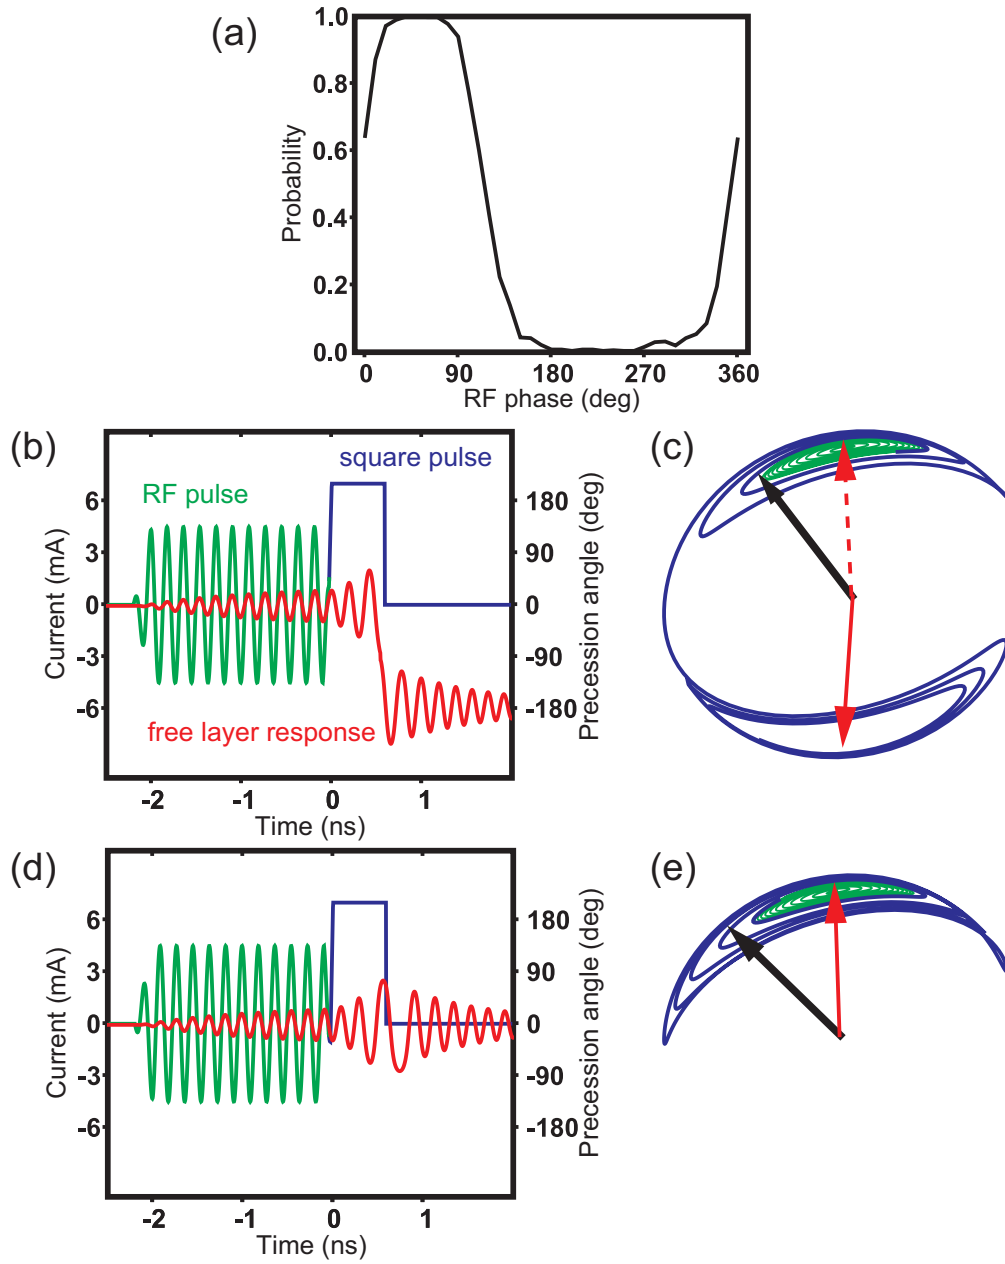 (a)
Probability
1.0
0.8
0.6
0.4
0.2
0.0
0 90 180 270 360
RF phase (deg)
(b)
Current (mA)
6
3
0
-3
-6
RF pulse
square pulse
free layer response
180
90
0
-90
-180
Precession angle (deg)
-2 -1 0 1
Time (ns)
(c)
(d)
Current (mA)
6
3
0
-3
-6
180
90
0
-90
-180
Precession angle (deg)
-2 -1 0 1
Time (ns)
(e)